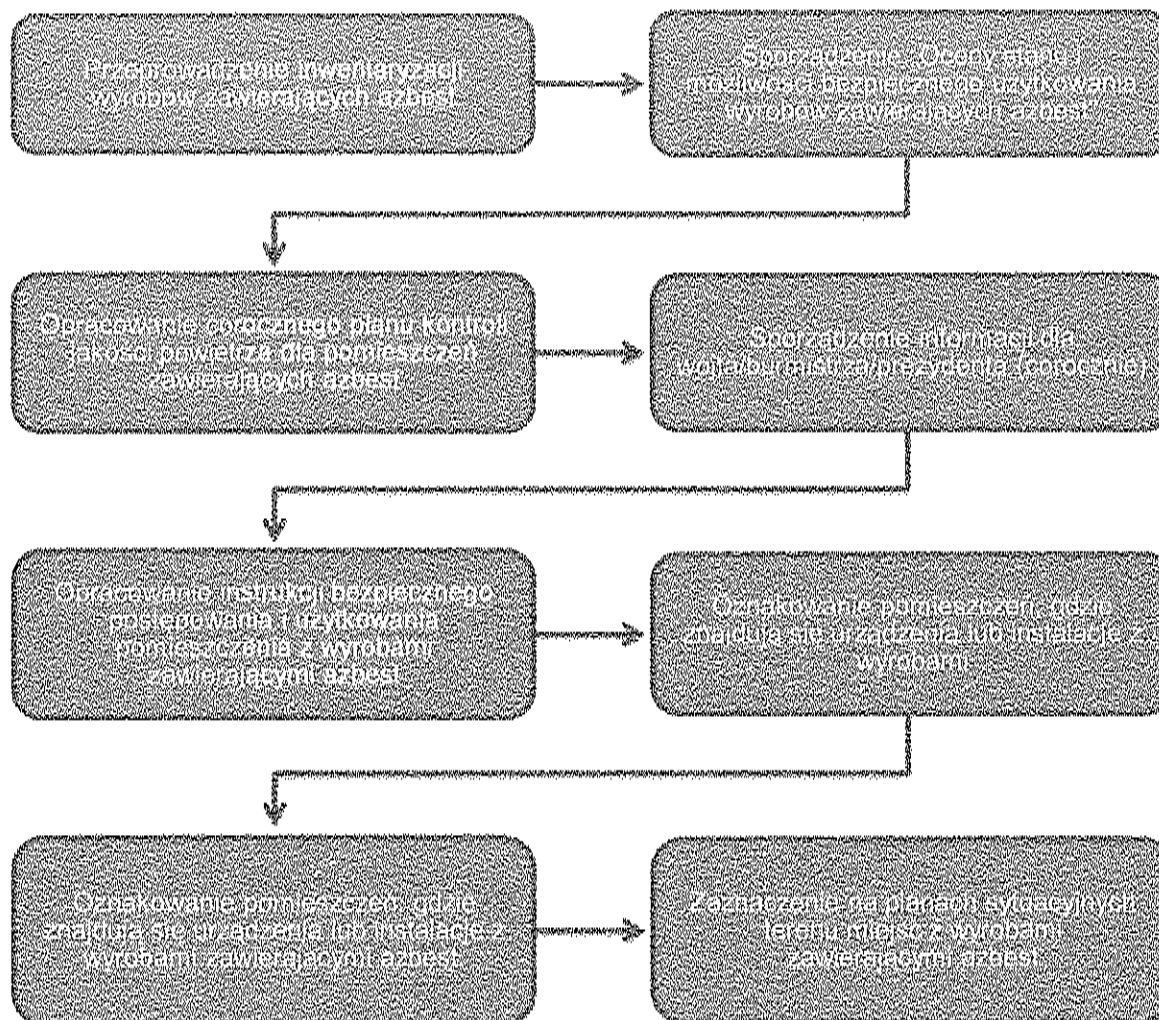 Przeprowadzenie inwentaryzacji
wyrobów zawierających azbest
Sporządzenie "Oceny stanu i
możliwości bezpiecznego użytkowania
wyrobów zawierających azbest"
Opracowanie corocznego planu kontroli
jakości powietrza dla pomieszczeń
zawierających azbest
Sporządzenie informacji dla
wójta/burmistrza/prezydenta (corocznie)
Opracowanie instrukcji bezpiecznego
postępowania i użytkowania
pomieszczenia z wyrobami
zawierającymi azbest
Oznakowanie pomieszczeń, gdzie
znajdują się urządzenia lub instalacje z
wyrobami
Oznakowanie pomieszczeń, gdzie
znajdują się urządzenia lub instalacje z
wyrobami zawierającymi azbest
Zaznaczenie na planach sytuacyjnych
terenu miejsc z wyrobami
zawierającymi azbest